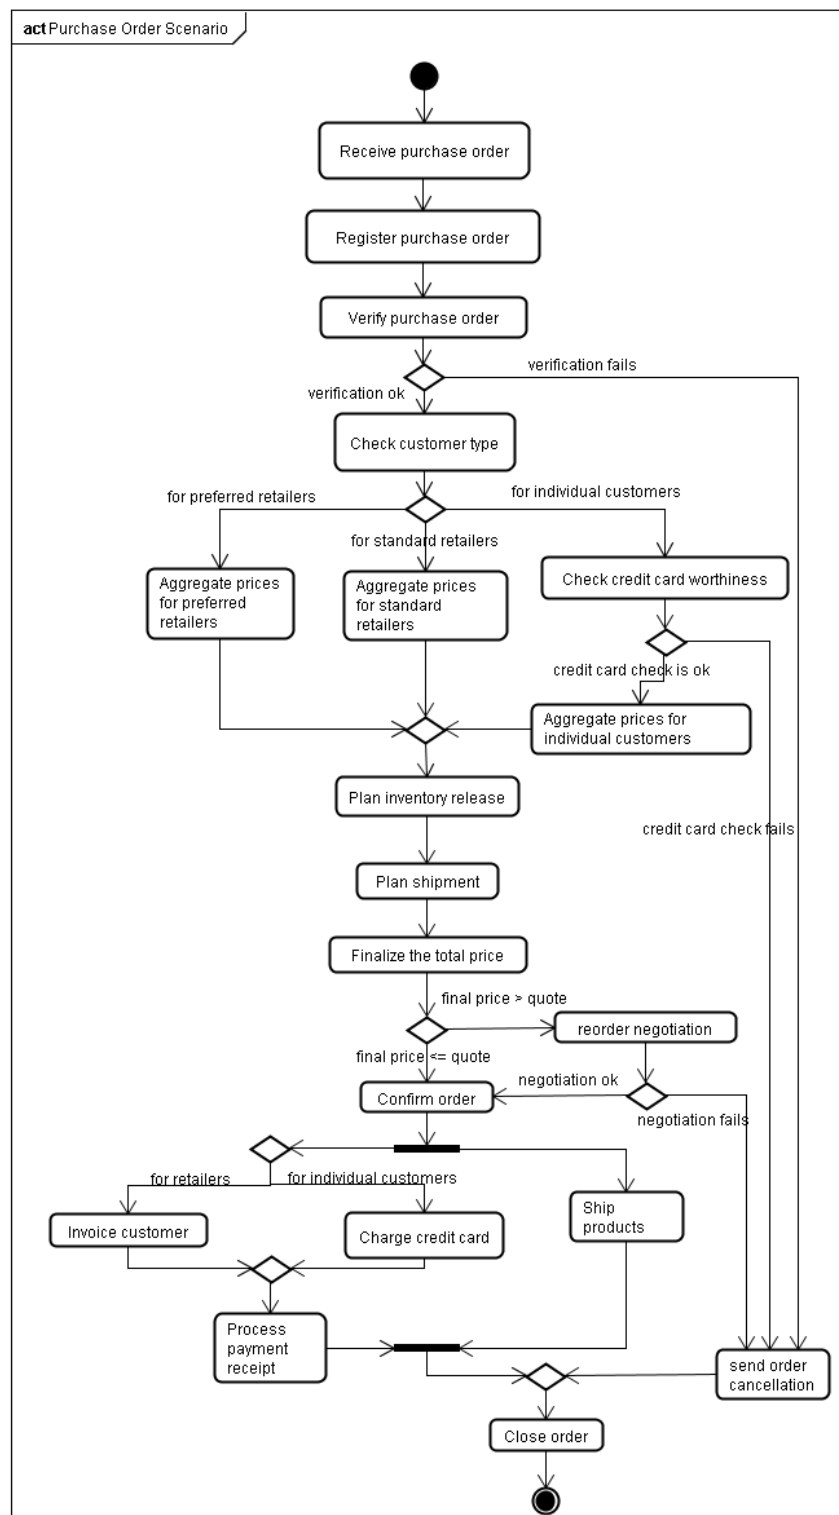 act Purchase Order Scenario
Receive purchase order
Register purchase order
Verify purchase order
verification fails
verification ok
Check customer type
for preferred retailers
for individual customers
for standard retailers
Aggregate prices
for preferred
retailers
Aggregate prices
for standard
retailers
Check credit card worthiness
credit card check is ok
Aggregate prices for
individual customers
Plan inventory release
credit card check fails
Plan shipment
Finalize the total price
final price > quote
reorder negotiation
final price <= quote
negotiation ok
Confirm order
negotiation fails
for retailers
for individual customers
Invoice customer
Charge credit card
Ship
products
Process
payment
receipt
send order
cancellation
Close order